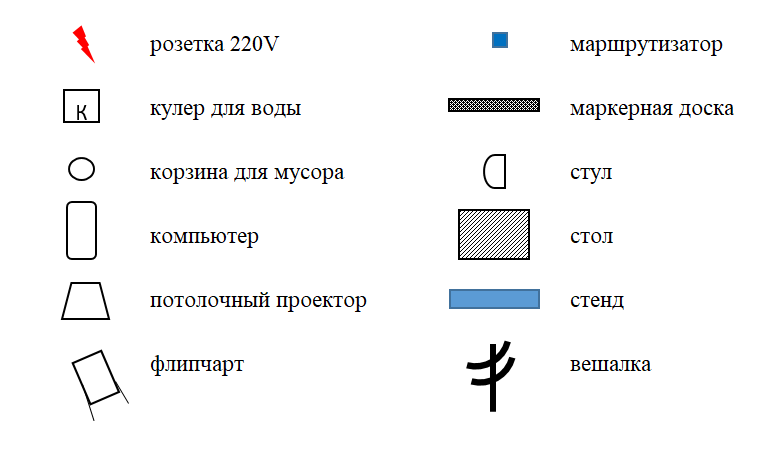 розетка 220V
маршрутизатор
К
кулер для воды
маркерная доска
корзина для мусора
стул
компьютер
стол
потолочный проектор
стенд
флипчарт
вешалка